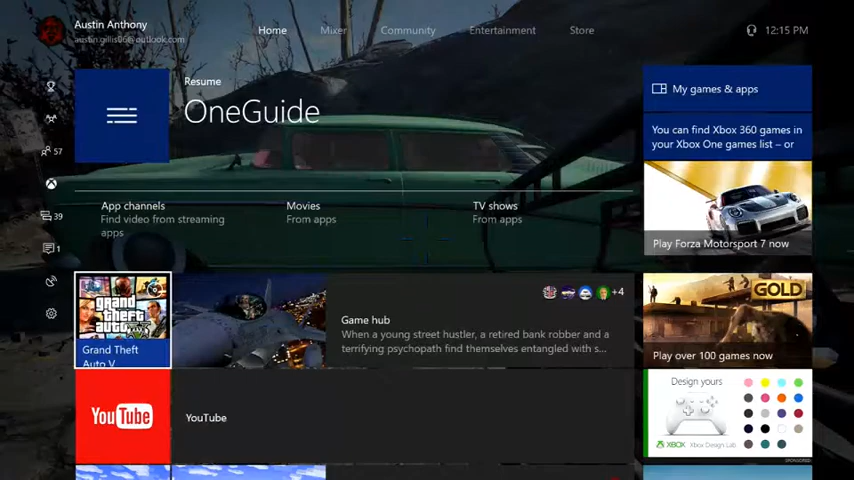 Austin Anthony
austin.gillis06@outlook.com
Home
Mixer
Community
Entertainment
Store
12:15 PM
Resume
OneGuide
App channels
Find video from streaming
apps
Movies
From apps
TV shows
From apps
57
39
1
My games & apps
You can find Xbox 360 games in
your Xbox One games list – or
Play Forza Motorsport 7 now
grand
theft
auto
V
Grand Theft
Auto V
+4
Game hub
When a young street hustler, a retired bank robber and a
terrifying psychopath find themselves entangled with s...
GOLD
Play over 100 games now
YouTube
YouTube
Design yours
XBOX
Xbox Design Lab
SPONSORED